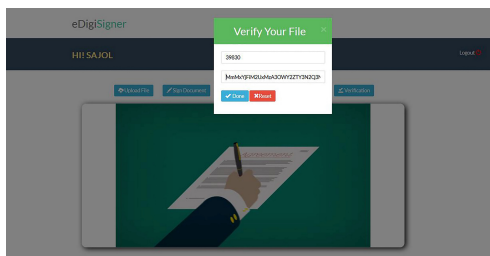 eDigiSigner
Verify Your File
×
HI! SAJOL
Logout
39830
Upload File
Sign Document
Done
Reset
Verification